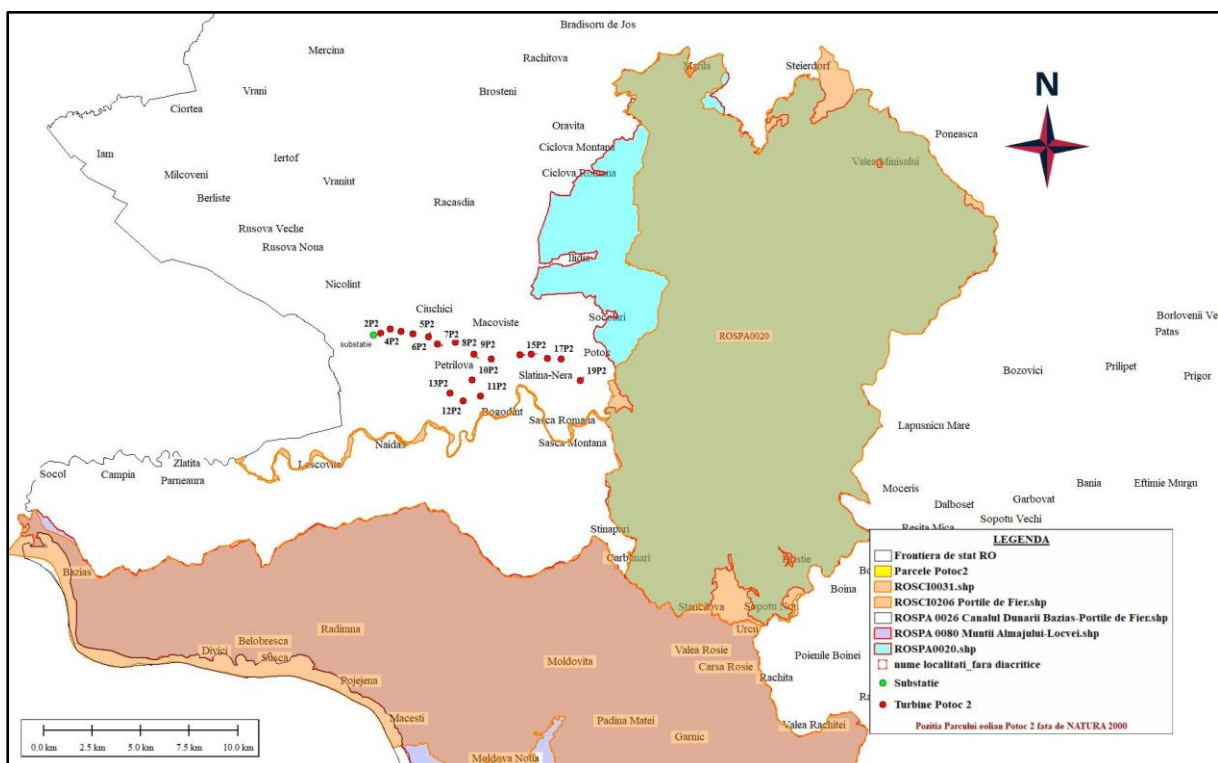 Bradisoru de Jos
Mercina
Rachitova
Marila
Steierdorf
N
Vrani
Brosteni
Ciortea
Oravita
Poneasca
Ciclova Montana
Iam
Iertof
Valea Minisului
Milcoveni
Vraniut
Ciclova Romana
Berliste
Racasdia
Rusova Veche
Rusova Noua
Ilidia
Nicolint
Ciuchici
Macoviste
Socolari
Borlovenii Ve
2P2
5P2
7P2
Patas
ROSPA0020
substatie
4P2
6P2
8P2
9P2
15P2
17P2
Potoc
Petrilova
10P2
Slatina-Nera
19P2
Bozovici
Prilipet
Prigor
13P2
11P2
12P2
Bogodint
Sasca Romana
Lapusnicu Mare
Naidas
Sasca Montana
Socol
Campia
Zlatita
Lescovita
Parneaura
Moceris
Bania
Eftimie Murgu
Dalboset
Garbovat
Sopotu Vechi
Stinapari
Resita Mica
Carbunari
LEGENDA
Frontiera de stat RO
Parcele Potoc2
ROSCI0031.shp
ROSCI0206 Portile de Fier.shp
ROSPA 0026 Canalul Dunarii Bazias-Portile de Fier.shp
ROSPA 0080 Muntii Almajului-Locvei.shp
ROSPA0020.shp
nume localitati_fara diacritice
Substatie
Turbine Potoc 2
Pozitia Parcului eolian Potoc 2 fata de NATURA 2000
Bazias
Boina
Stancilova
Sopotu Nou
Radimna
Urcu
Belobresca
Divici
Susca
Valea Rosie
Poienile Boinei
Moldovita
Carsa Rosie
Pojejena
Rachita
Macesti
Padina Matei
Valea Rachitei
Garnic
Moldova Noua
0.0 km 2.5 km 5.0 km 7.5 km 10.0 km